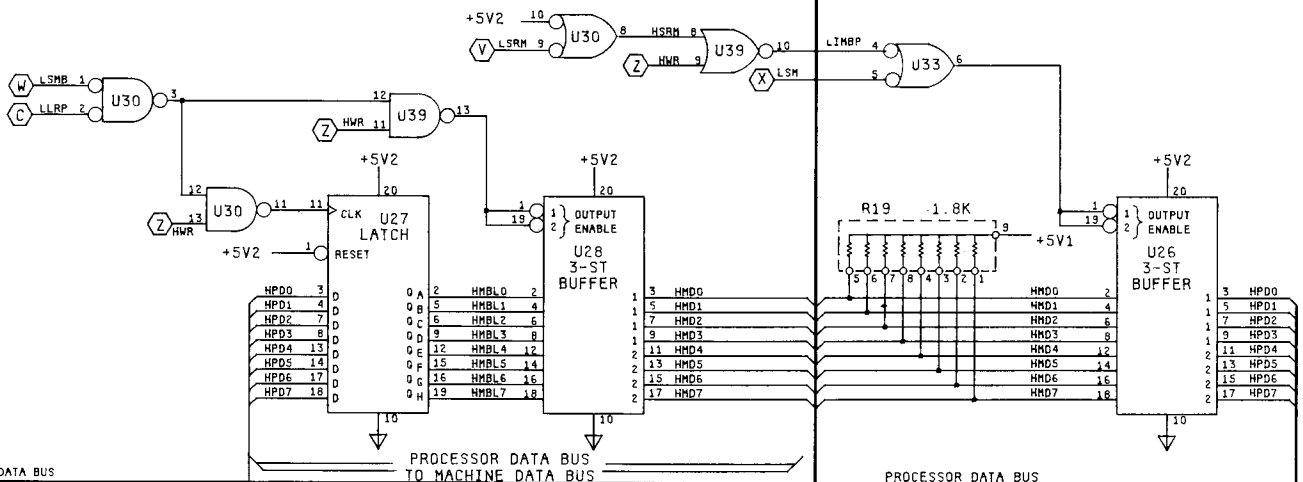 +5V2 10
U30 8 HSRM 8
V LSRM 9
U39 10 LIMBP 4
Z HWR 9
U33 6
X LSM 5
W LSMB 1
U30 3
C LLRP 2
12
U39 13
Z HWR 11
12
U30 11
Z 13
HWR
+5V2
20
11 CLK
U27
LATCH
+5V2 1 RESET
+5V2
20
1 1 OUTPUT
19 2 ENABLE
U28
3-ST
BUFFER
R19 1.8K
9
+5V1
5 6 7 8 4 3 2 1
+5V2
20
1 1 OUTPUT
19 2 ENABLE
U26
3-ST
BUFFER
HPD0 3 D Q A 2 HMBL0 2 1 3 HMD0 HMD0 2 1 3 HPD0
HPD1 4 D Q B 5 HMBL1 4 1 5 HMD1 HMD1 4 1 5 HPD1
HPD2 7 D Q C 6 HMBL2 6 1 7 HMD2 HMD2 6 1 7 HPD2
HPD3 8 D Q D 9 HMBL3 8 1 9 HMD3 HMD3 8 1 9 HPD3
HPD4 13 D Q E 12 HMBL4 12 2 11 HMD4 HMD4 12 2 11 HPD4
HPD5 14 D Q F 15 HMBL5 14 2 13 HMD5 HMD5 14 2 13 HPD5
HPD6 17 D Q G 16 HMBL6 16 2 15 HMD6 HMD6 16 2 15 HPD6
HPD7 18 D Q H 19 HMBL7 18 2 17 HMD7 HMD7 18 2 17 HPD7
10
10
10
DATA BUS
PROCESSOR DATA BUS
TO MACHINE DATA BUS
PROCESSOR DATA BUS